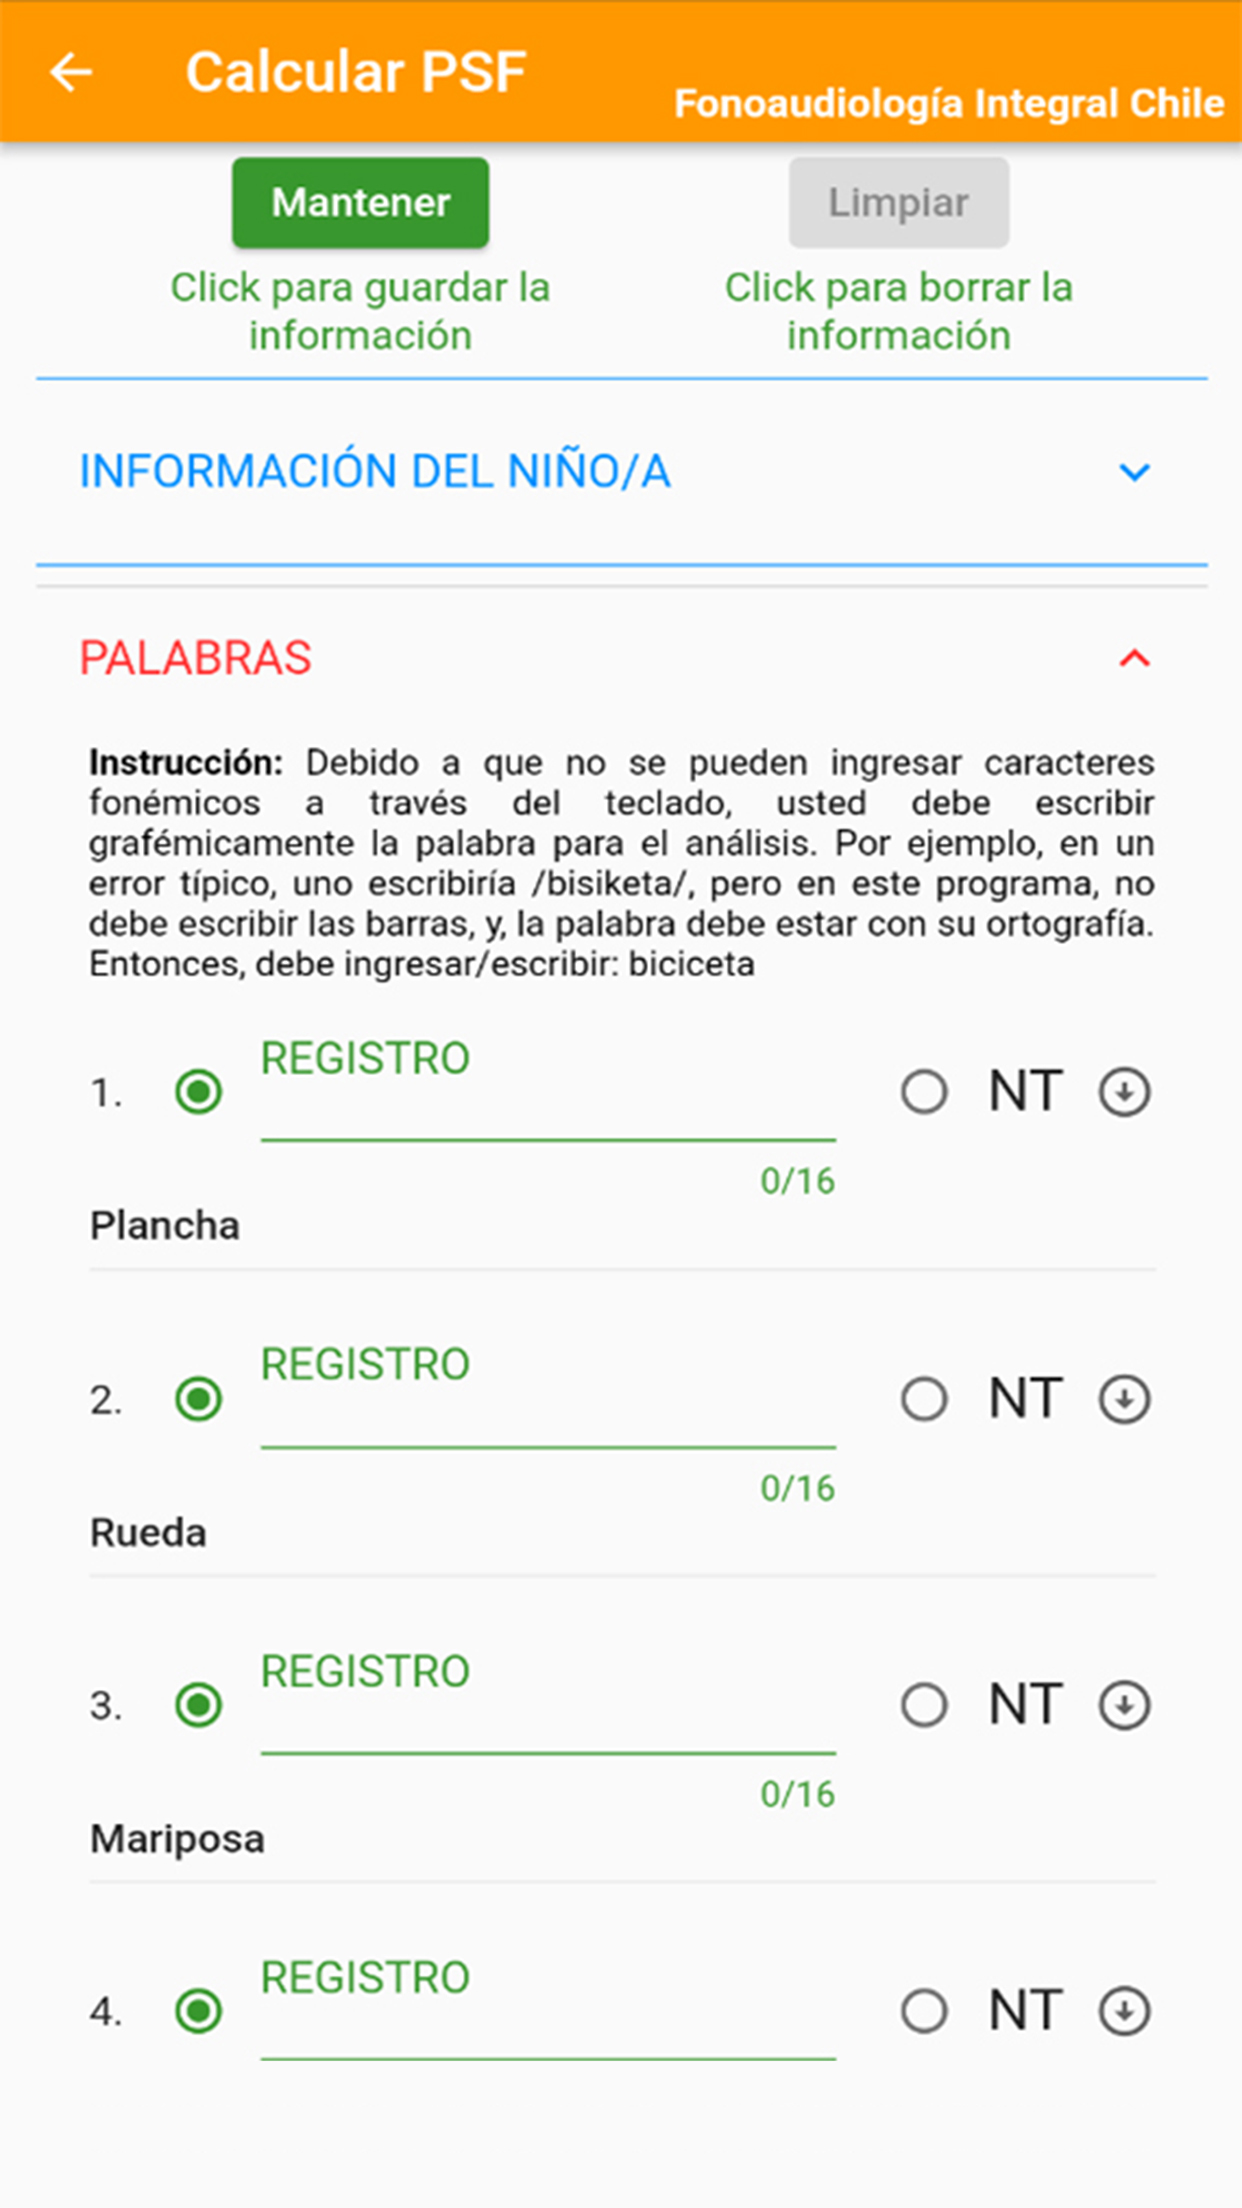 Calcular PSF
Fonoaudiología Integral Chile
Mantener
Limpiar
Click para guardar la
información
Click para borrar la
información
INFORMACIÓN DEL NIÑO/A
PALABRAS
Instrucción: Debido a que no se pueden ingresar caracteres
fonémicos a través del teclado, usted debe escribir
grafémicamente la palabra para el análisis. Por ejemplo, en un
error típico, uno escribiría /bisiketa/, pero en este programa, no
debe escribir las barras, y, la palabra debe estar con su ortografía.
Entonces, debe ingresar/escribir: biciceta
REGISTRO
1. NT
0/16
Plancha
REGISTRO
2. NT
0/16
Rueda
REGISTRO
3. NT
0/16
Mariposa
REGISTRO
4. NT